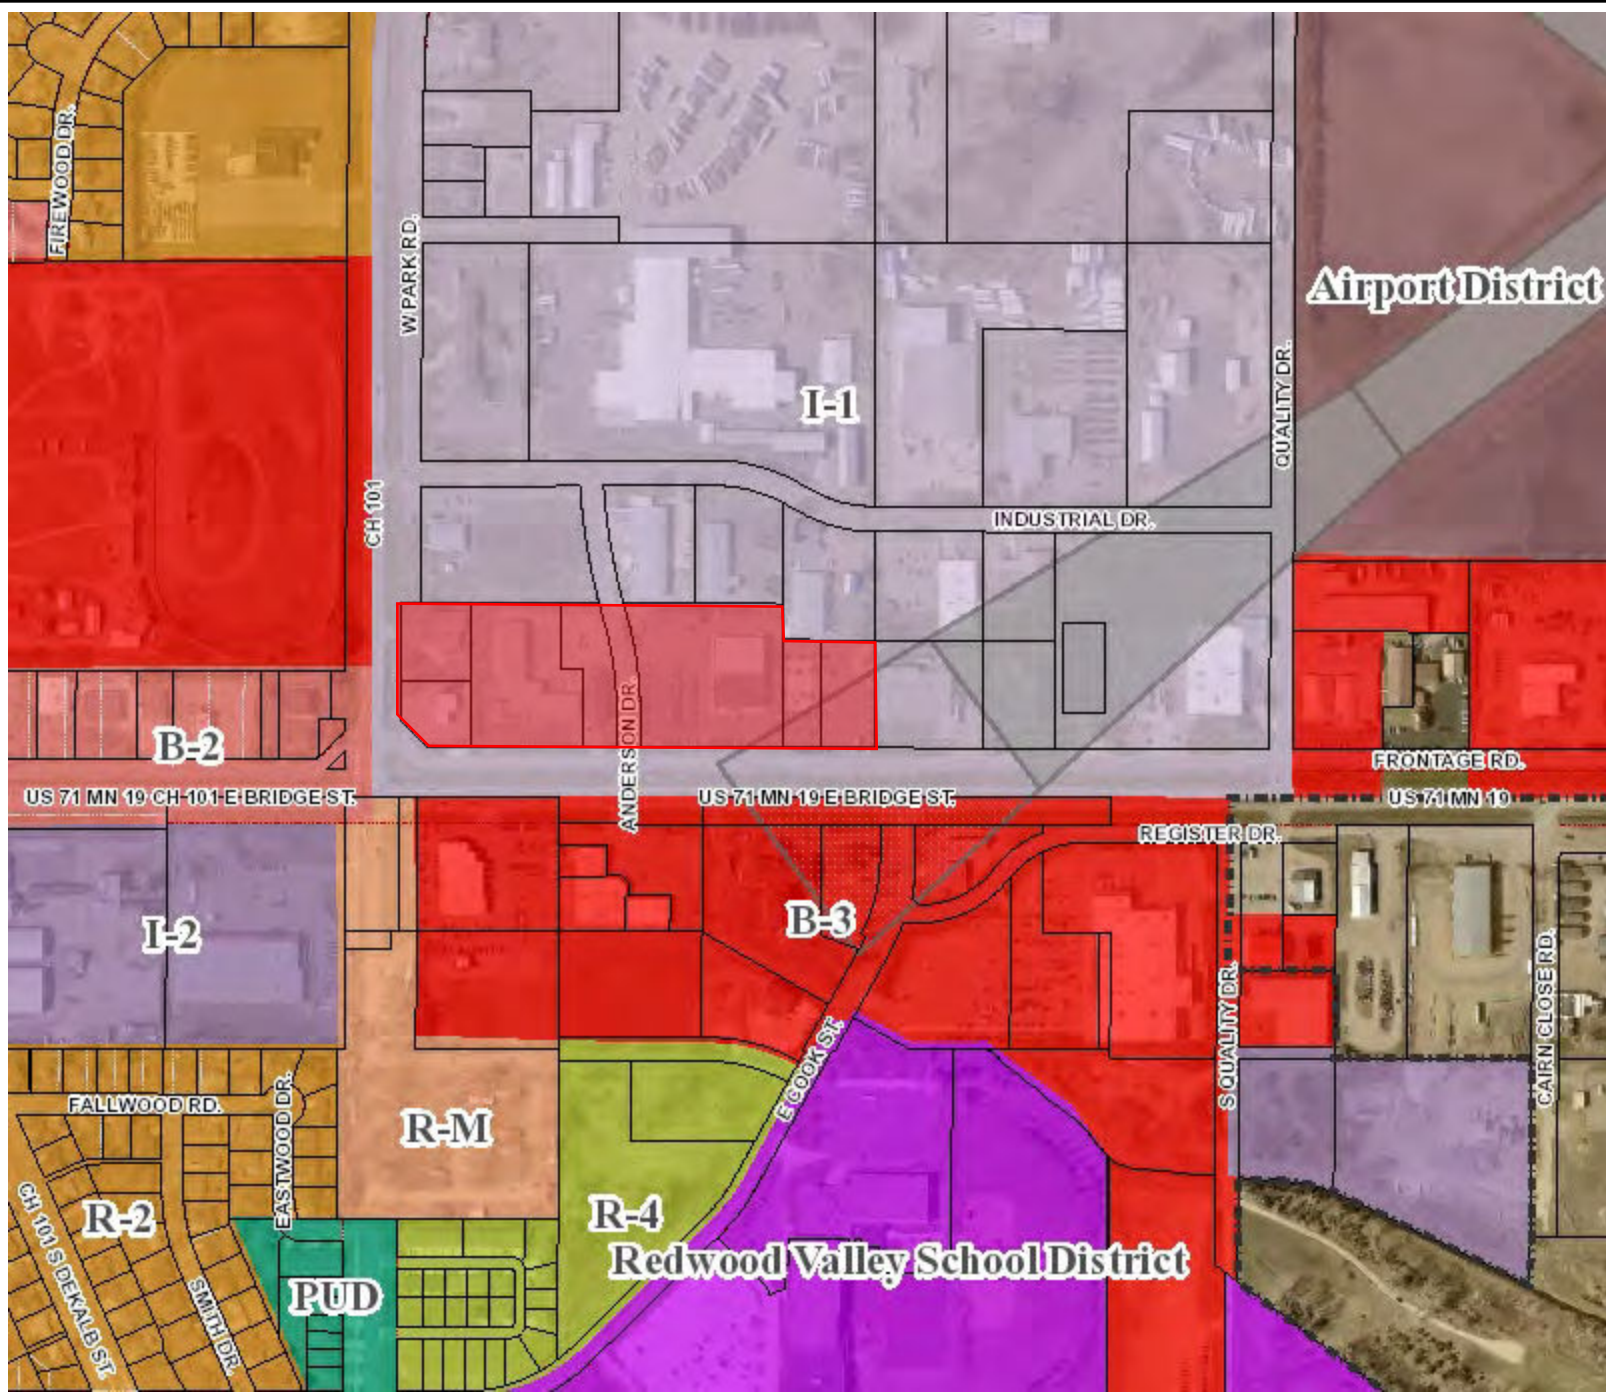 FIREWOOD DR.
W PARK RD.
Airport District
I-1
QUALITY DR.
CH 101
INDUSTRIAL DR.
ANDERSON DR.
B-2
FRONTAGE RD.
US 71 MN 19 CH 101 E BRIDGE ST.
US 71 MN 19 E BRIDGE ST.
US 71 MN 19
REGISTER DR.
B-3
I-2
S QUALITY DR.
CAIRN CLOSE RD.
E COOK ST.
FALLWOOD RD.
EASTWOOD DR.
R-M
R-2
R-4
CH 101 S DEKALB ST.
SMITH DR.
Redwood Valley School District
PUD